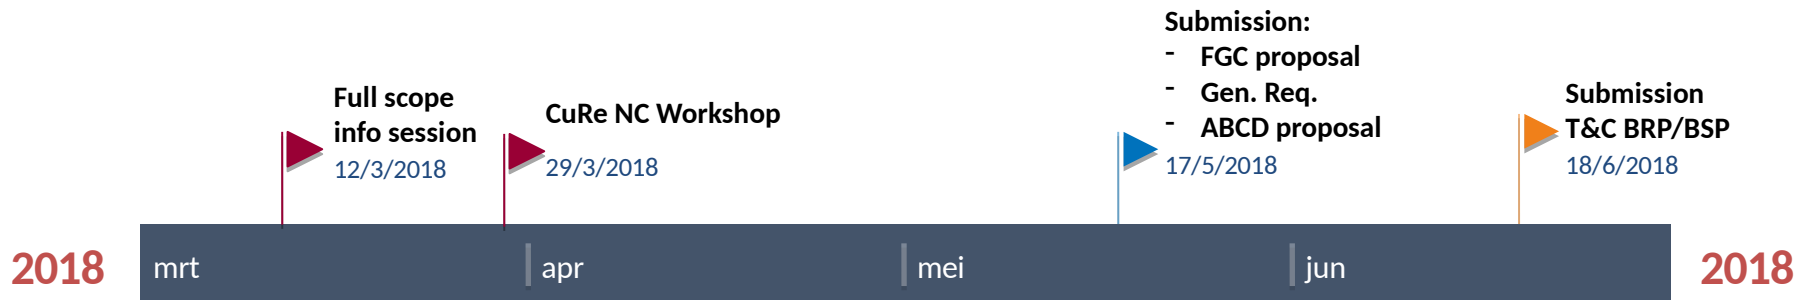 Full scope
info session
12/3/2018
CuRe NC Workshop
29/3/2018
Submission:
- FGC proposal
- Gen. Req.
- ABCD proposal
17/5/2018
Submission
T&C BRP/BSP
18/6/2018
2018
mrt
apr
mei
jun
2018